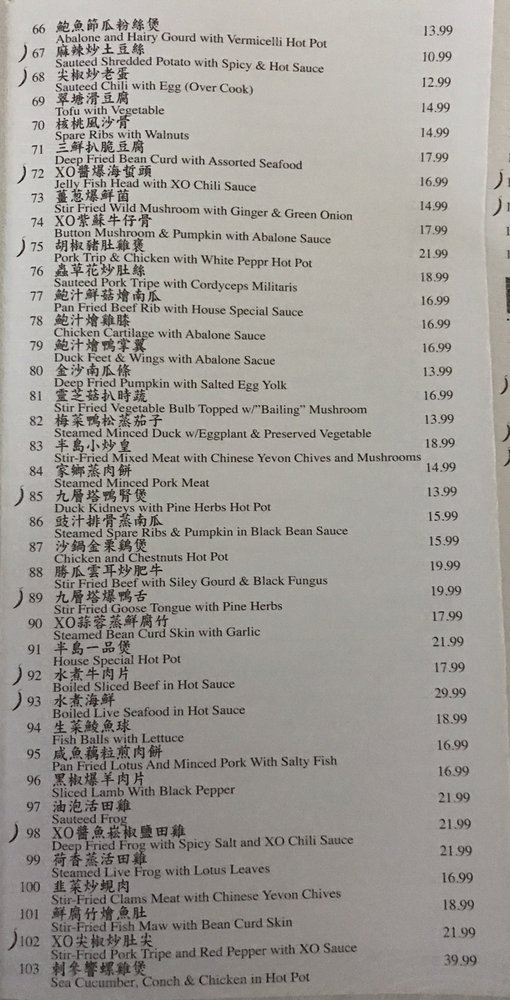 66 鮑魚節瓜粉絲煲 13.99
Abalone and Hairy Gourd with Vermicelli Hot Pot
67 麻辣炒土豆絲 10.99
Sauteed Shredded Potato with Spicy & Hot Sauce
68 尖椒炒老蛋 12.99
Sauteed Chili with Egg (Over Cook)
69 翠塘滑豆腐 14.99
Tofu with Vegetable
70 核桃風沙骨 14.99
Spare Ribs with Walnuts
71 三鮮扒脆豆腐 17.99
Deep Fried Bean Curd with Assorted Seafood
72 XO醬爆海蜇頭 16.99
Jelly Fish Head with XO Chili Sauce
73 薑葱爆鮮菌 14.99
Stir Fried Wild Mushroom with Ginger & Green Onion
74 XO紫蘇牛仔骨 17.99
Button Mushroom & Pumpkin with Abalone Sauce
75 胡椒豬肚雞煲 21.99
Pork Trip & Chicken with White Peppr Hot Pot
76 蟲草花炒肚絲 18.99
Sauteed Pork Tripe with Cordyceps Militaris
77 鮑汁鮮菇燴南瓜 16.99
Pan Fried Beef Rib with House Special Sauce
78 鮑汁燴雞膝 16.99
Chicken Cartilage with Abalone Sauce
79 鮑汁燴鴨掌翼 16.99
Duck Feet & Wings with Abalone Sacue
80 金沙南瓜條 13.99
Deep Fried Pumpkin with Salted Egg Yolk
81 靈芝菇扒時蔬 16.99
Stir Fried Vegetable Bulb Topped w/"Bailing" Mushroom
82 梅菜鴨松蒸茄子 13.99
Steamed Minced Duck w/Eggplant & Preserved Vegetable
83 半島小炒皇 18.99
Stir-Fried Mixed Meat with Chinese Yevon Chives and Mushrooms
84 家鄉蒸肉餅 14.99
Steamed Minced Pork Meat
85 九層塔鴨腎煲 13.99
Duck Kidneys with Pine Herbs Hot Pot
86 豉汁排骨蒸南瓜 15.99
Steamed Spare Ribs & Pumpkin in Black Bean Sauce
87 沙鍋金栗鷄煲 15.99
Chicken and Chestnuts Hot Pot
88 勝瓜雲耳炒肥牛 19.99
Stir Fried Beef with Siley Gourd & Black Fungus
89 九層塔爆鴨舌 19.99
Stir Fried Goose Tongue with Pine Herbs
90 XO蒜蓉蒸鮮腐竹 17.99
Steamed Bean Curd Skin with Garlic
91 半島一品煲 21.99
House Special Hot Pot
92 水煮牛肉片 17.99
Boiled Sliced Beef in Hot Sauce
93 水煮海鮮 29.99
Boiled Live Seafood in Hot Sauce
94 生菜鯪魚球 18.99
Fish Balls with Lettuce
95 咸魚藕粒煎肉餅 16.99
Pan Fried Lotus And Minced Pork With Salty Fish
96 黑椒爆羊肉片 16.99
Sliced Lamb With Black Pepper
97 油泡活田雞 21.99
Sauteed Frog
98 XO醬魚崧椒鹽田雞 21.99
Deep Fried Frog with Spicy Salt and XO Chili Sauce
99 荷香蒸活田雞 21.99
Steamed Live Frog with Lotus Leaves
100 韭菜炒蜆肉 16.99
Stir-Fried Clams Meat with Chinese Yevon Chives
101 鮮腐竹燴魚肚 18.99
Stir-Fried Fish Maw with Bean Curd Skin
102 XO尖椒炒肚尖 21.99
Stir-Fried Pork Tripe and Red Pepper with XO Sauce
103 刺參響螺雞煲 39.99
Sea Cucumber, Conch & Chicken in Hot Pot